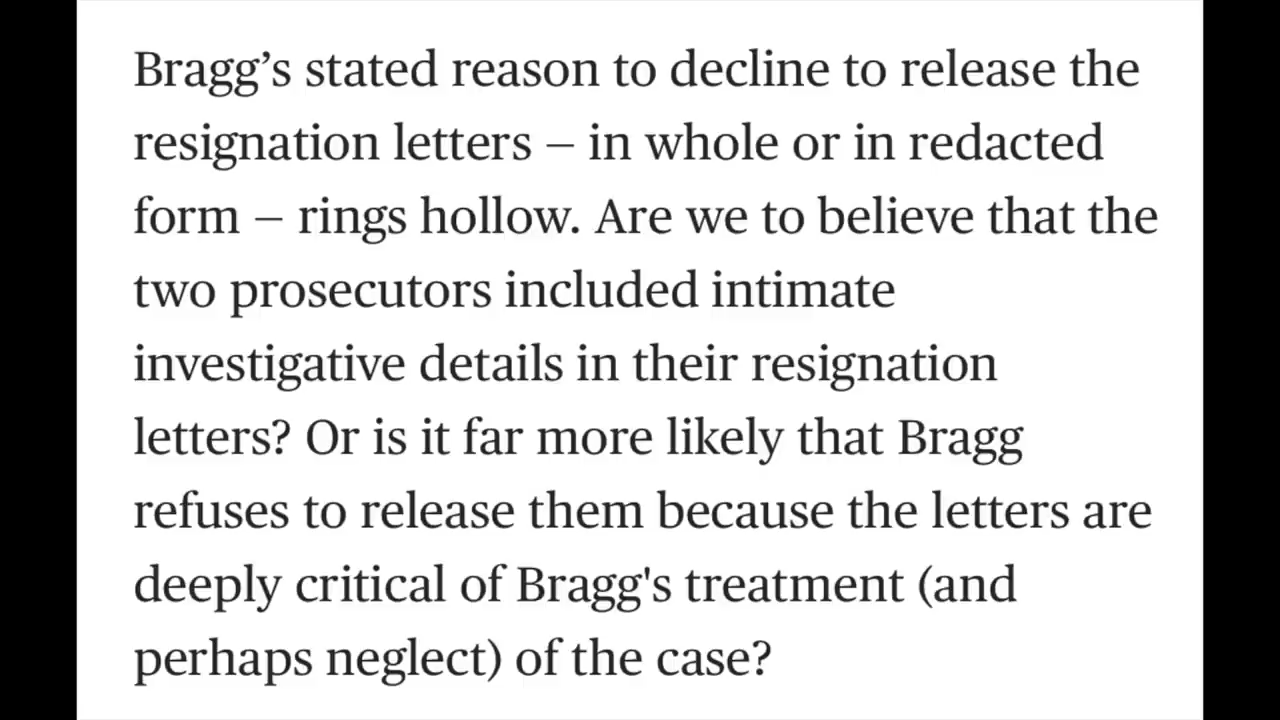 Bragg’s stated reason to decline to release the
resignation letters – in whole or in redacted
form – rings hollow. Are we to believe that the
two prosecutors included intimate
investigative details in their resignation
letters? Or is it far more likely that Bragg
refuses to release them because the letters are
deeply critical of Bragg's treatment (and
perhaps neglect) of the case?